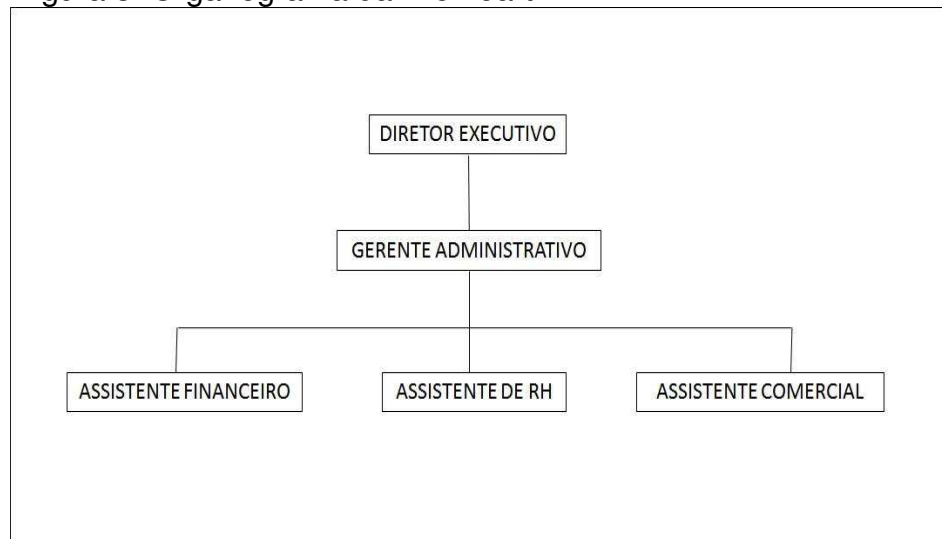 DIRETOR EXECUTIVO
GERENTE ADMINISTRATIVO
ASSISTENTE FINANCEIRO
ASSISTENTE DE RH
ASSISTENTE COMERCIAL